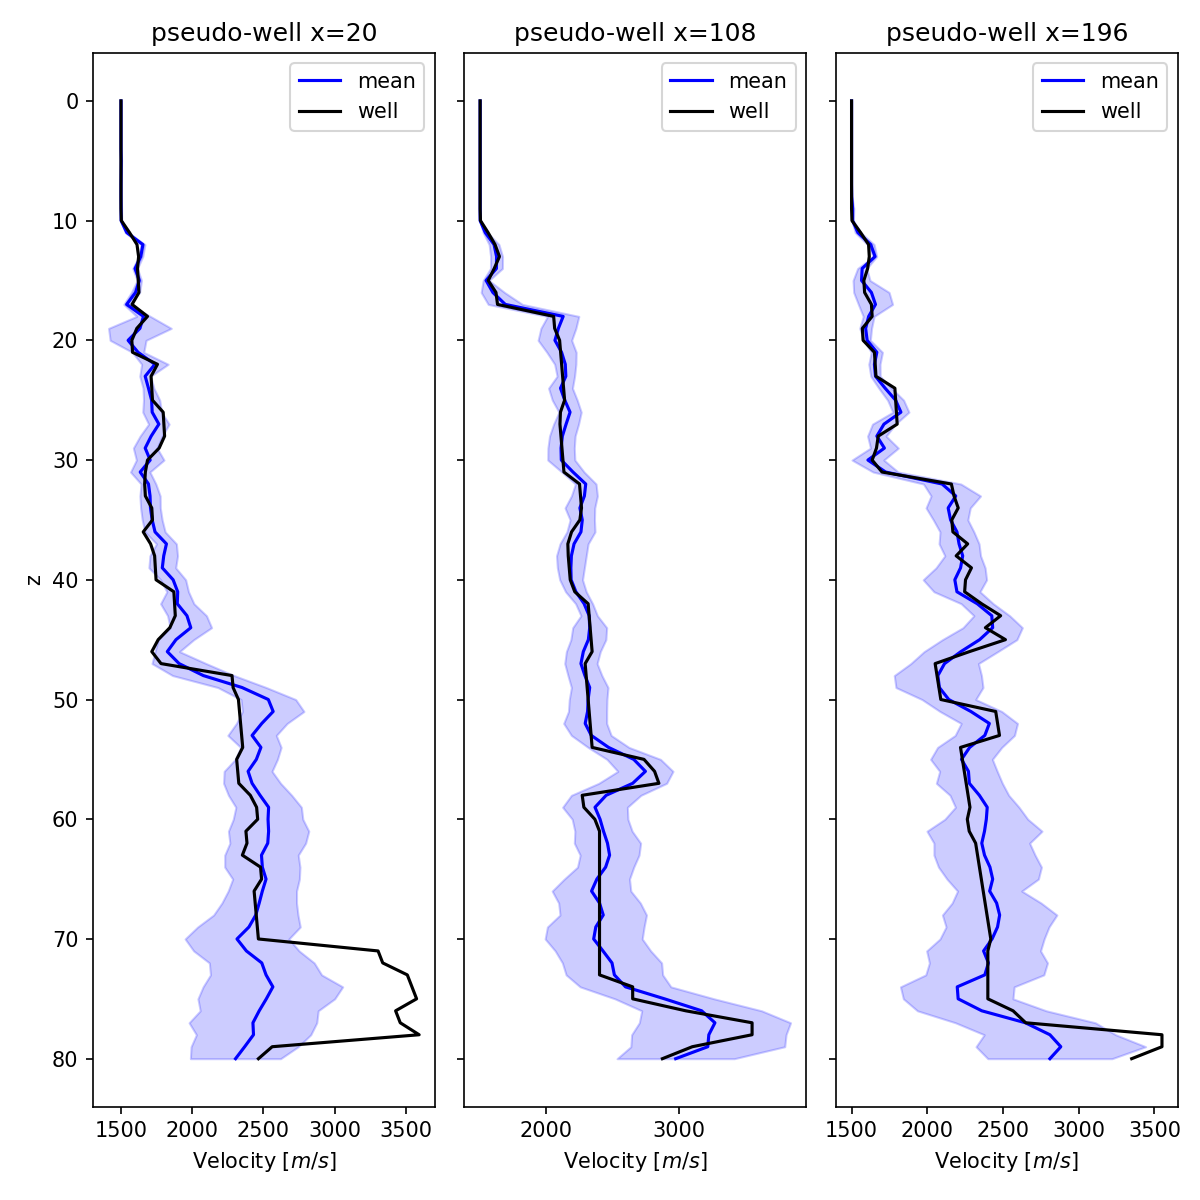 pseudo-well x=20
pseudo-well x=108
pseudo-well x=196
mean
well
mean
well
mean
well
z
0
10
20
30
40
50
60
70
80
1500 2000 2500 3000 3500
2000 3000
1500 2000 2500 3000 3500
Velocity [m/s]
Velocity [m/s]
Velocity [m/s]